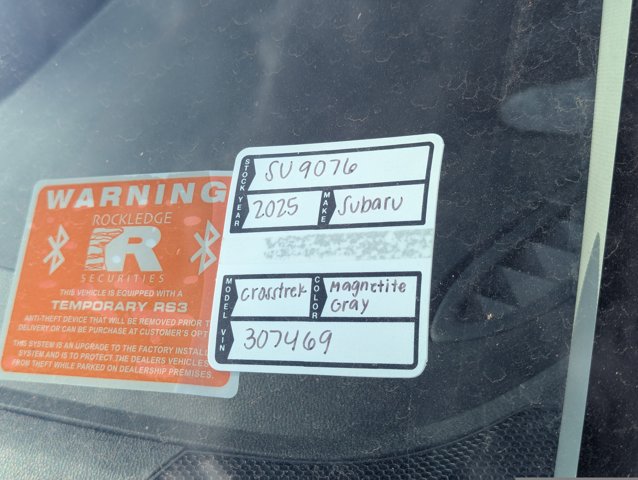 WARNING
ROCKLEDGE
R
SECURITIES
THIS VEHICLE IS EQUIPPED WITH A
TEMPORARY RS3
ANTI-THEFT DEVICE THAT WILL BE REMOVED PRIOR T
DELIVERY OR CAN BE PURCHASE AT CUSTOMER'S OPT
THIS SYSTEM IS AN UPGRADE TO THE FACTORY INSTALL
SYSTEM AND IS TO PROTECT THE DEALERS VEHICLES
FROM THEFT WHILE PARKED ON DEALERSHIP PREMISES.
STOCK SU9076
YEAR 2025 MAKE Subaru
MODEL Crosstrek COLOR Magnetite
Gray
VIN 307469